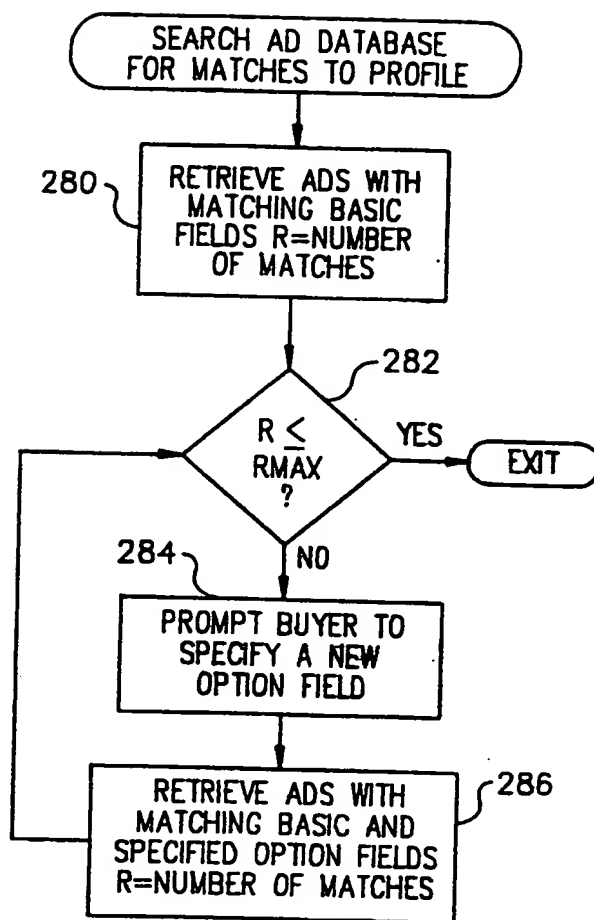 SEARCH AD DATABASE
FOR MATCHES TO PROFILE
280
RETRIEVE ADS WITH
MATCHING BASIC
FIELDS R=NUMBER
OF MATCHES
282
R ≤
RMAX
?
YES
EXIT
NO
284
PROMPT BUYER TO
SPECIFY A NEW
OPTION FIELD
286
RETRIEVE ADS WITH
MATCHING BASIC AND
SPECIFIED OPTION FIELDS
R=NUMBER OF MATCHES